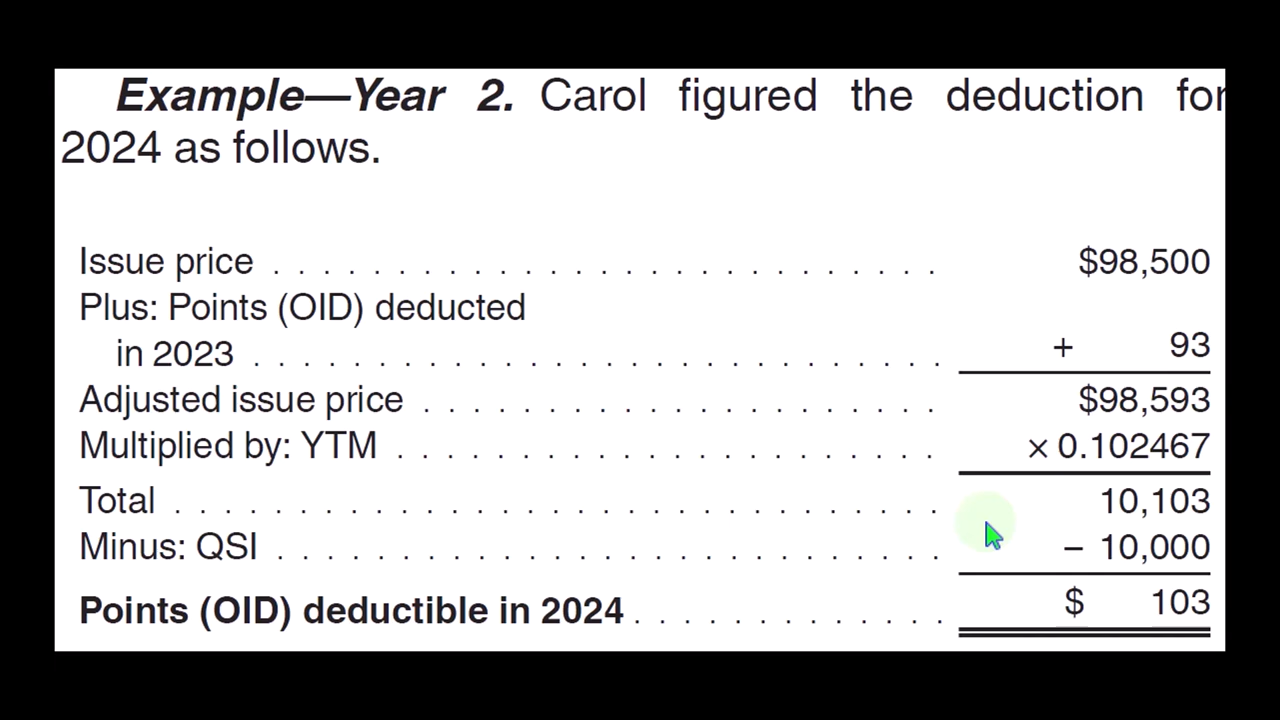 Example—Year 2. Carol figured the deduction for
2024 as follows.
Issue price . . . . . . . . . . . . . . . . . . . . . . . . . . . $98,500
Plus: Points (OID) deducted
in 2023 . . . . . . . . . . . . . . . . . . . . . . . . . . . . + 93
Adjusted issue price . . . . . . . . . . . . . . . . . . . . . $98,593
Multiplied by: YTM . . . . . . . . . . . . . . . . . . . . . . × 0.102467
Total . . . . . . . . . . . . . . . . . . . . . . . . . . . . . . . 10,103
Minus: QSI . . . . . . . . . . . . . . . . . . . . . . . . . . . – 10,000
Points (OID) deductible in 2024 . . . . . . . . . . . . . $ 103